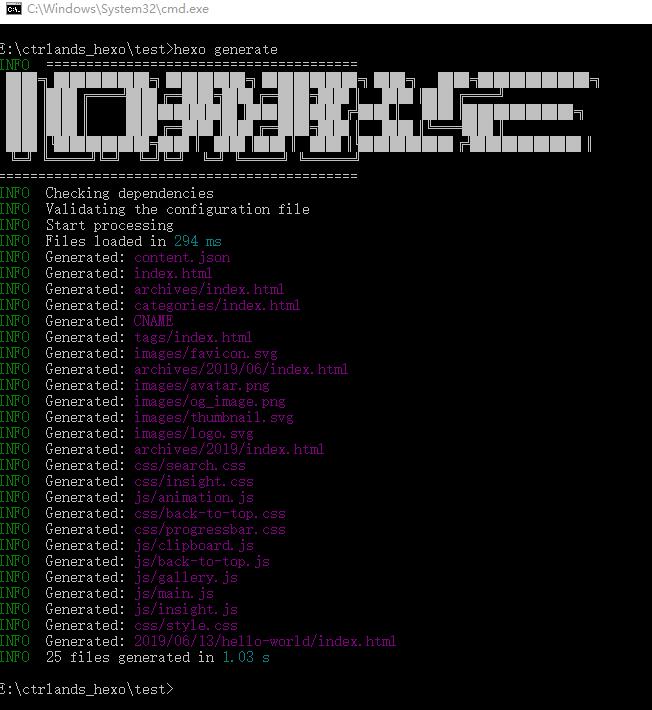 C:\Windows\System32\cmd.exe
E:\ctrlands_hexo\test>hexo generate
INFO  =======================================
=============================================
INFO  Checking dependencies
INFO  Validating the configuration file
INFO  Start processing
INFO  Files loaded in 294 ms
INFO  Generated: content.json
INFO  Generated: index.html
INFO  Generated: archives/index.html
INFO  Generated: categories/index.html
INFO  Generated: CNAME
INFO  Generated: tags/index.html
INFO  Generated: images/favicon.svg
INFO  Generated: archives/2019/06/index.html
INFO  Generated: images/avatar.png
INFO  Generated: images/og_image.png
INFO  Generated: images/thumbnail.svg
INFO  Generated: images/logo.svg
INFO  Generated: archives/2019/index.html
INFO  Generated: css/search.css
INFO  Generated: css/insight.css
INFO  Generated: js/animation.js
INFO  Generated: css/back-to-top.css
INFO  Generated: css/progressbar.css
INFO  Generated: js/clipboard.js
INFO  Generated: js/back-to-top.js
INFO  Generated: js/gallery.js
INFO  Generated: js/main.js
INFO  Generated: js/insight.js
INFO  Generated: css/style.css
INFO  Generated: 2019/06/13/hello-world/index.html
INFO  25 files generated in 1.03 s
E:\ctrlands_hexo\test>